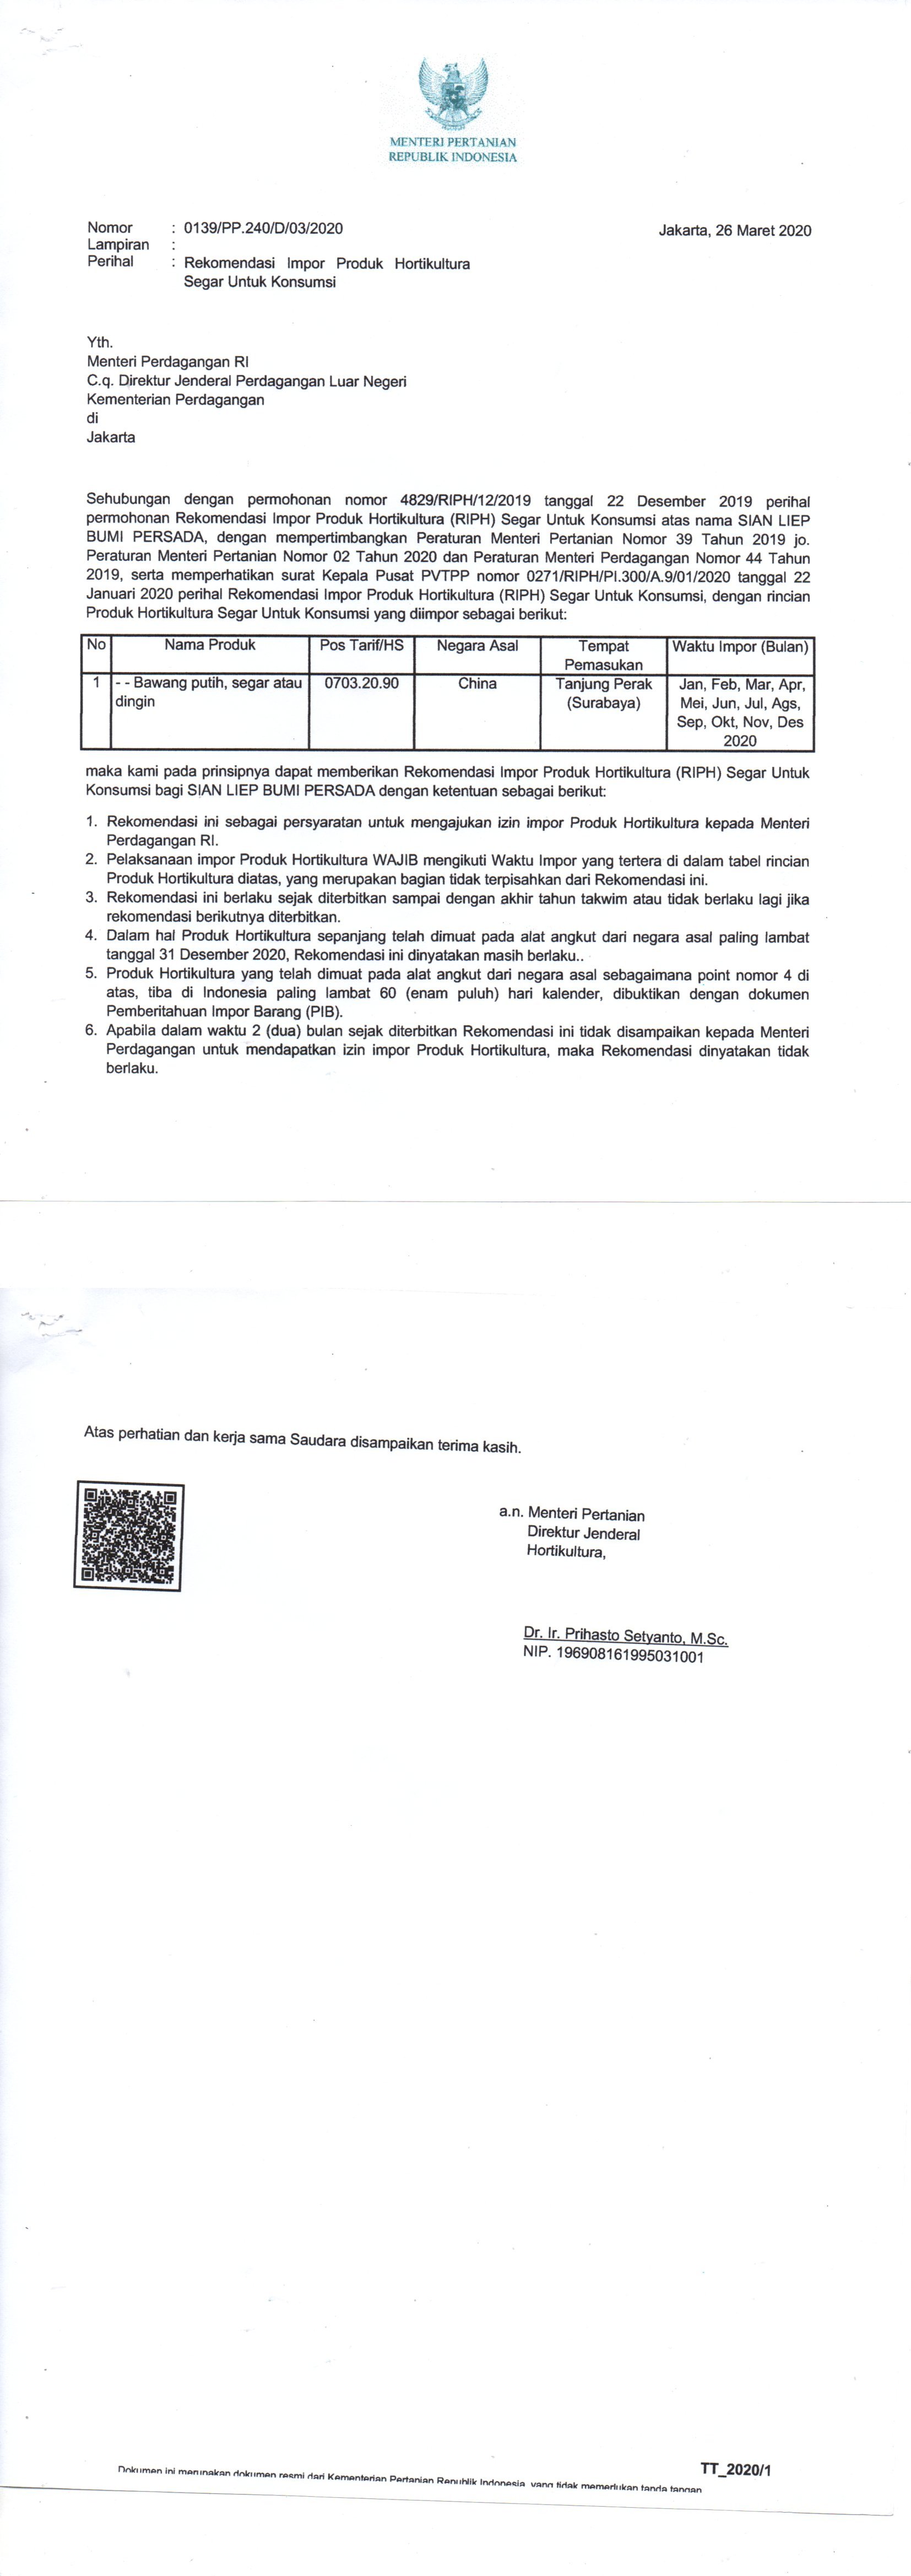 MENTERI PERTANIAN
REPUBLIK INDONESIA
Nomor : 0139/PP.240/D/03/2020 Jakarta, 26 Maret 2020
Lampiran :
Perihal : Rekomendasi Impor Produk Hortikultura
Segar Untuk Konsumsi
Yth.
Menteri Perdagangan RI
C.q. Direktur Jenderal Perdagangan Luar Negeri
Kementerian Perdagangan
di
Jakarta
Sehubungan dengan permohonan nomor 4829/RIPH/12/2019 tanggal 22 Desember 2019 perihal
permohonan Rekomendasi Impor Produk Hortikultura (RIPH) Segar Untuk Konsumsi atas nama SIAN LIEP
BUMI PERSADA, dengan mempertimbangkan Peraturan Menteri Pertanian Nomor 39 Tahun 2019 jo.
Peraturan Menteri Pertanian Nomor 02 Tahun 2020 dan Peraturan Menteri Perdagangan Nomor 44 Tahun
2019, serta memperhatikan surat Kepala Pusat PVTPP nomor 0271/RIPH/PI.300/A.9/01/2020 tanggal 22
Januari 2020 perihal Rekomendasi Impor Produk Hortikultura (RIPH) Segar Untuk Konsumsi, dengan rincian
Produk Hortikultura Segar Untuk Konsumsi yang diimpor sebagai berikut:
No Nama Produk Pos Tarif/HS Negara Asal Tempat Waktu Impor (Bulan)
Pemasukan
1 - - Bawang putih, segar atau 0703.20.90 China Tanjung Perak Jan, Feb, Mar, Apr,
dingin (Surabaya) Mei, Jun, Jul, Ags,
Sep, Okt, Nov, Des
2020
maka kami pada prinsipnya dapat memberikan Rekomendasi Impor Produk Hortikultura (RIPH) Segar Untuk
Konsumsi bagi SIAN LIEP BUMI PERSADA dengan ketentuan sebagai berikut:
1. Rekomendasi ini sebagai persyaratan untuk mengajukan izin impor Produk Hortikultura kepada Menteri
Perdagangan RI.
2. Pelaksanaan impor Produk Hortikultura WAJIB mengikuti Waktu Impor yang tertera di dalam tabel rincian
Produk Hortikultura diatas, yang merupakan bagian tidak terpisahkan dari Rekomendasi ini.
3. Rekomendasi ini berlaku sejak diterbitkan sampai dengan akhir tahun takwim atau tidak berlaku lagi jika
rekomendasi berikutnya diterbitkan.
4. Dalam hal Produk Hortikultura sepanjang telah dimuat pada alat angkut dari negara asal paling lambat
tanggal 31 Desember 2020, Rekomendasi ini dinyatakan masih berlaku..
5. Produk Hortikultura yang telah dimuat pada alat angkut dari negara asal sebagaimana point nomor 4 di
atas, tiba di Indonesia paling lambat 60 (enam puluh) hari kalender, dibuktikan dengan dokumen
Pemberitahuan Impor Barang (PIB).
6. Apabila dalam waktu 2 (dua) bulan sejak diterbitkan Rekomendasi ini tidak disampaikan kepada Menteri
Perdagangan untuk mendapatkan izin impor Produk Hortikultura, maka Rekomendasi dinyatakan tidak
berlaku.
Atas perhatian dan kerja sama Saudara disampaikan terima kasih.
a.n. Menteri Pertanian
Direktur Jenderal
Hortikultura,
Dr. Ir. Prihasto Setyanto, M.Sc.
NIP. 196908161995031001
TT_2020/1
Dokumen ini merupakan dokumen resmi dari Kementerian Pertanian Republik Indonesia, yang tidak memerlukan tanda tangan